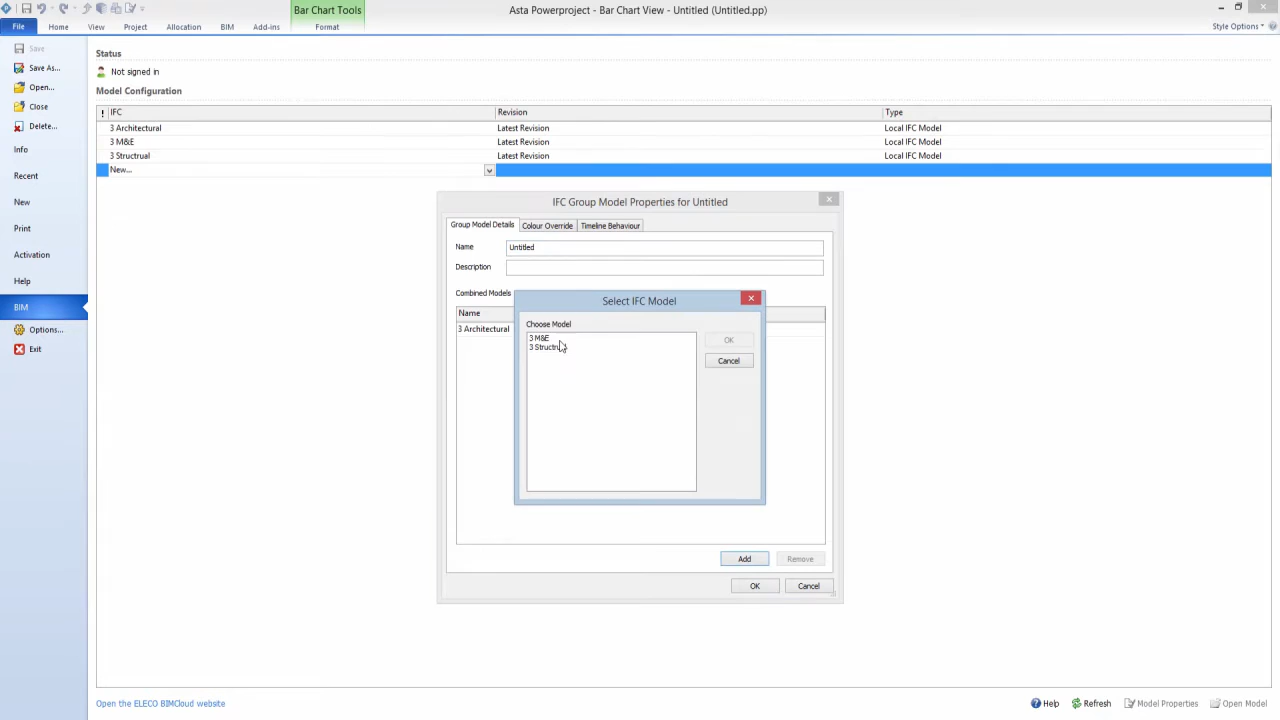 Bar Chart Tools
Asta Powerproject - Bar Chart View - Untitled (Untitled.pp)
File Home View Project Allocation BIM Add-ins Format Style Options
Save
Save As...
Open...
Close
Delete...
Info
Recent
New
Print
Activation
Help
BIM
Options...
Exit
Status
Not signed in
Model Configuration
! IFC Revision Type
3 Architectural Latest Revision Local IFC Model
3 M&E Latest Revision Local IFC Model
3 Structrual Latest Revision Local IFC Model
New...
IFC Group Model Properties for Untitled
Group Model Details Colour Override Timeline Behaviour
Name Untitled
Description
Combined Models
Name
3 Architectural
Select IFC Model
Choose Model
3 M&E
3 Structrual
OK
Cancel
Add Remove
OK Cancel
Open the ELECO BIMCloud website
Help Refresh Model Properties Open Model